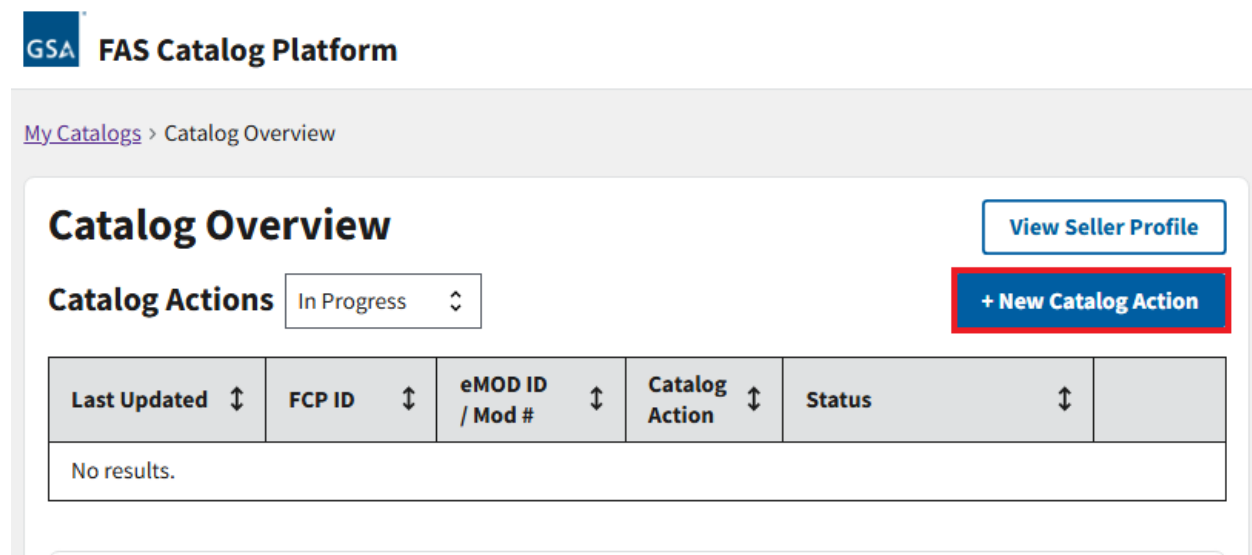 GSA FAS Catalog Platform
My Catalogs > Catalog Overview
Catalog Overview
View Seller Profile
Catalog Actions In Progress
+ New Catalog Action
Last Updated FCP ID eMOD ID / Mod # Catalog Action Status
No results.